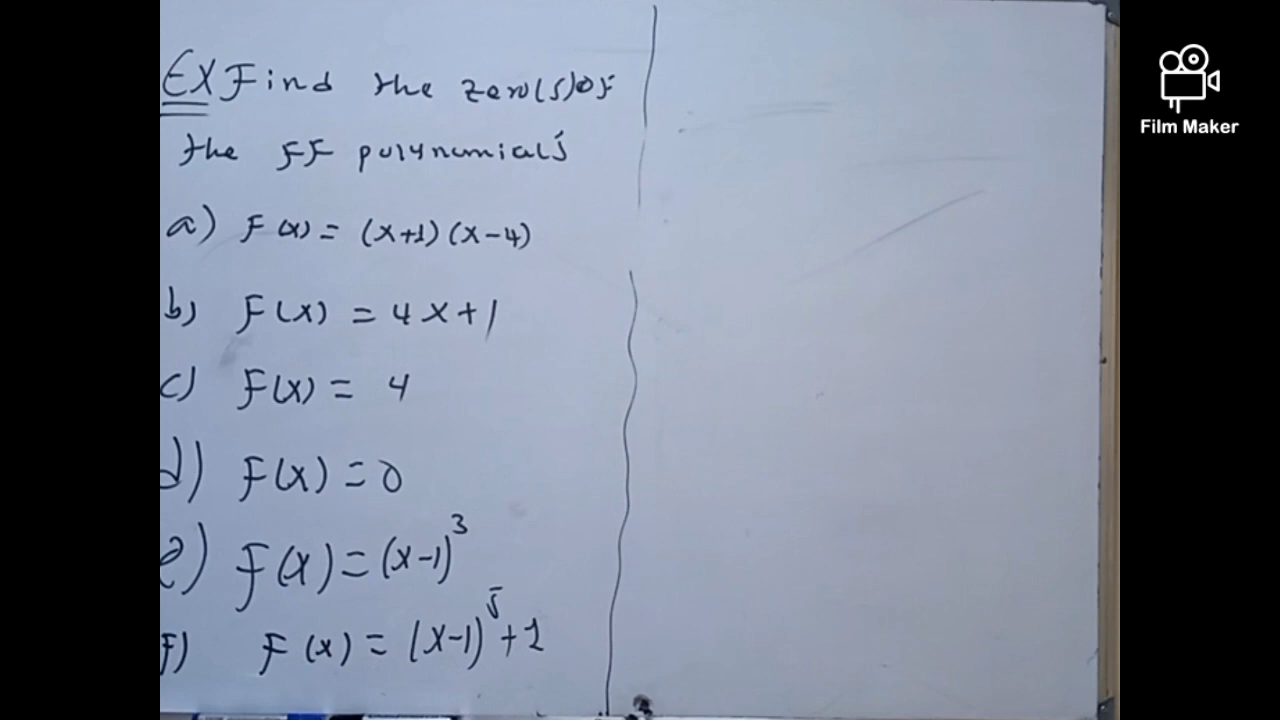 EX Find the zero(s) of
the ff polynomials
a) F(x) = (x+1)(x-4)
b) F(x) = 4x+1
c) F(x) = 4
d) F(x) = 0
e) F(x) = (x-1)³
F) F(x) = (x-1)⁵+1
Film Maker